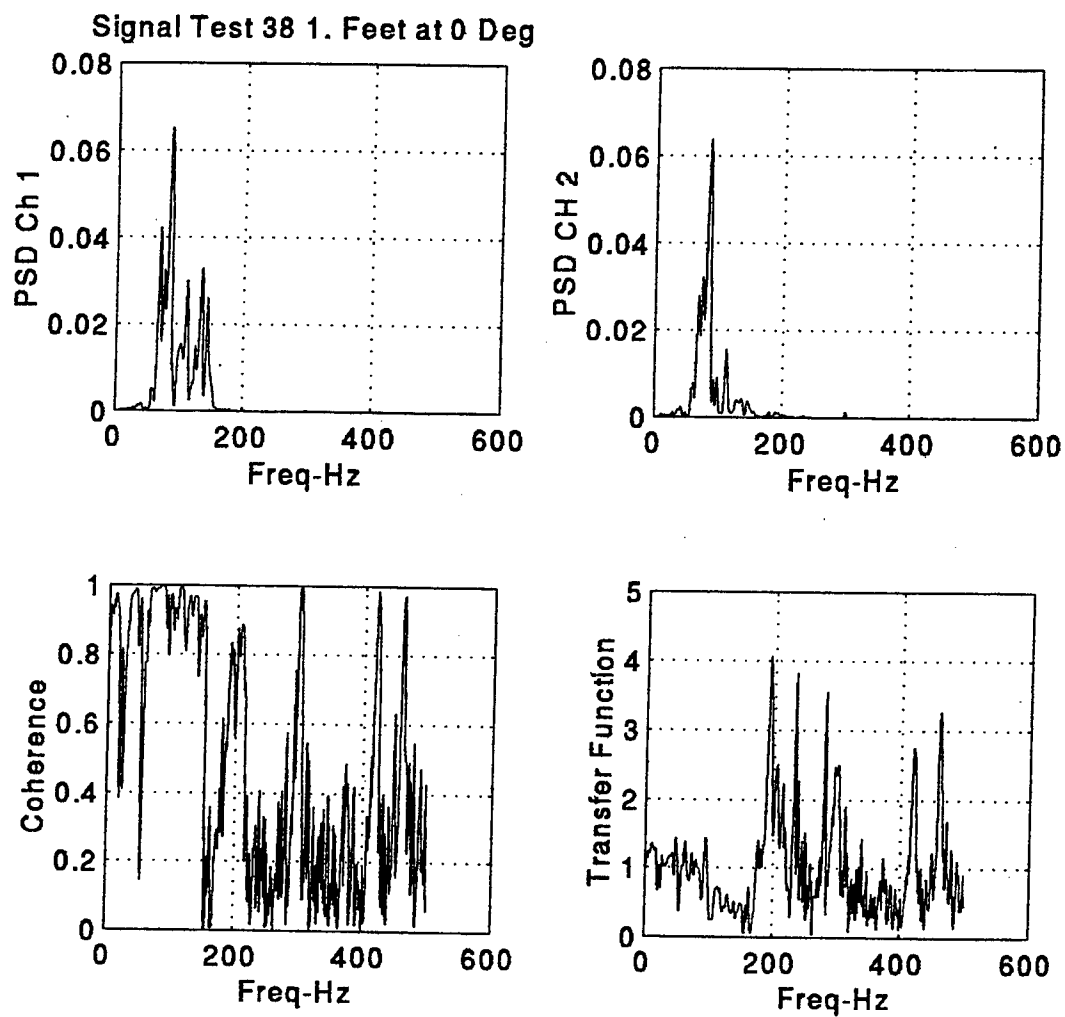 Signal Test 38 1. Feet at 0 Deg
0.08
0.06
0.04
0.02
0
PSD Ch 1
0 200 400 600
Freq-Hz
0.08
0.06
0.04
0.02
0
PSD CH 2
0 200 400 600
Freq-Hz
1
0.8
0.6
0.4
0.2
0
Coherence
0 200 400 600
Freq-Hz
5
4
3
2
1
0
Transfer Function
0 200 400 600
Freq-Hz